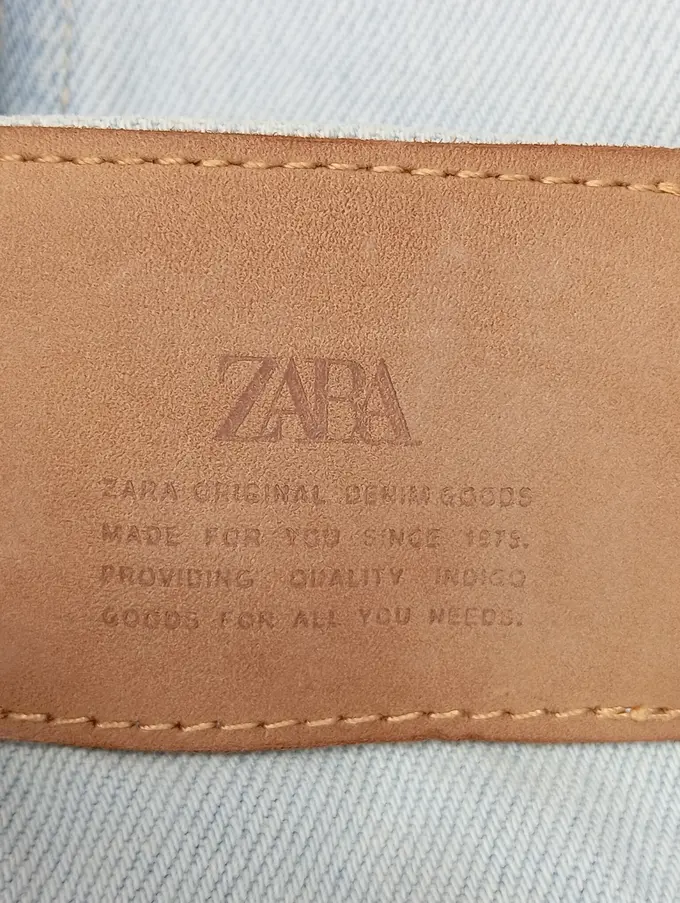 ZARA
ZARA ORIGINAL DENIM GOODS
MADE FOR YOU SINCE 1975.
PROVIDING QUALITY INDIGO
GOODS FOR ALL YOU NEEDS.